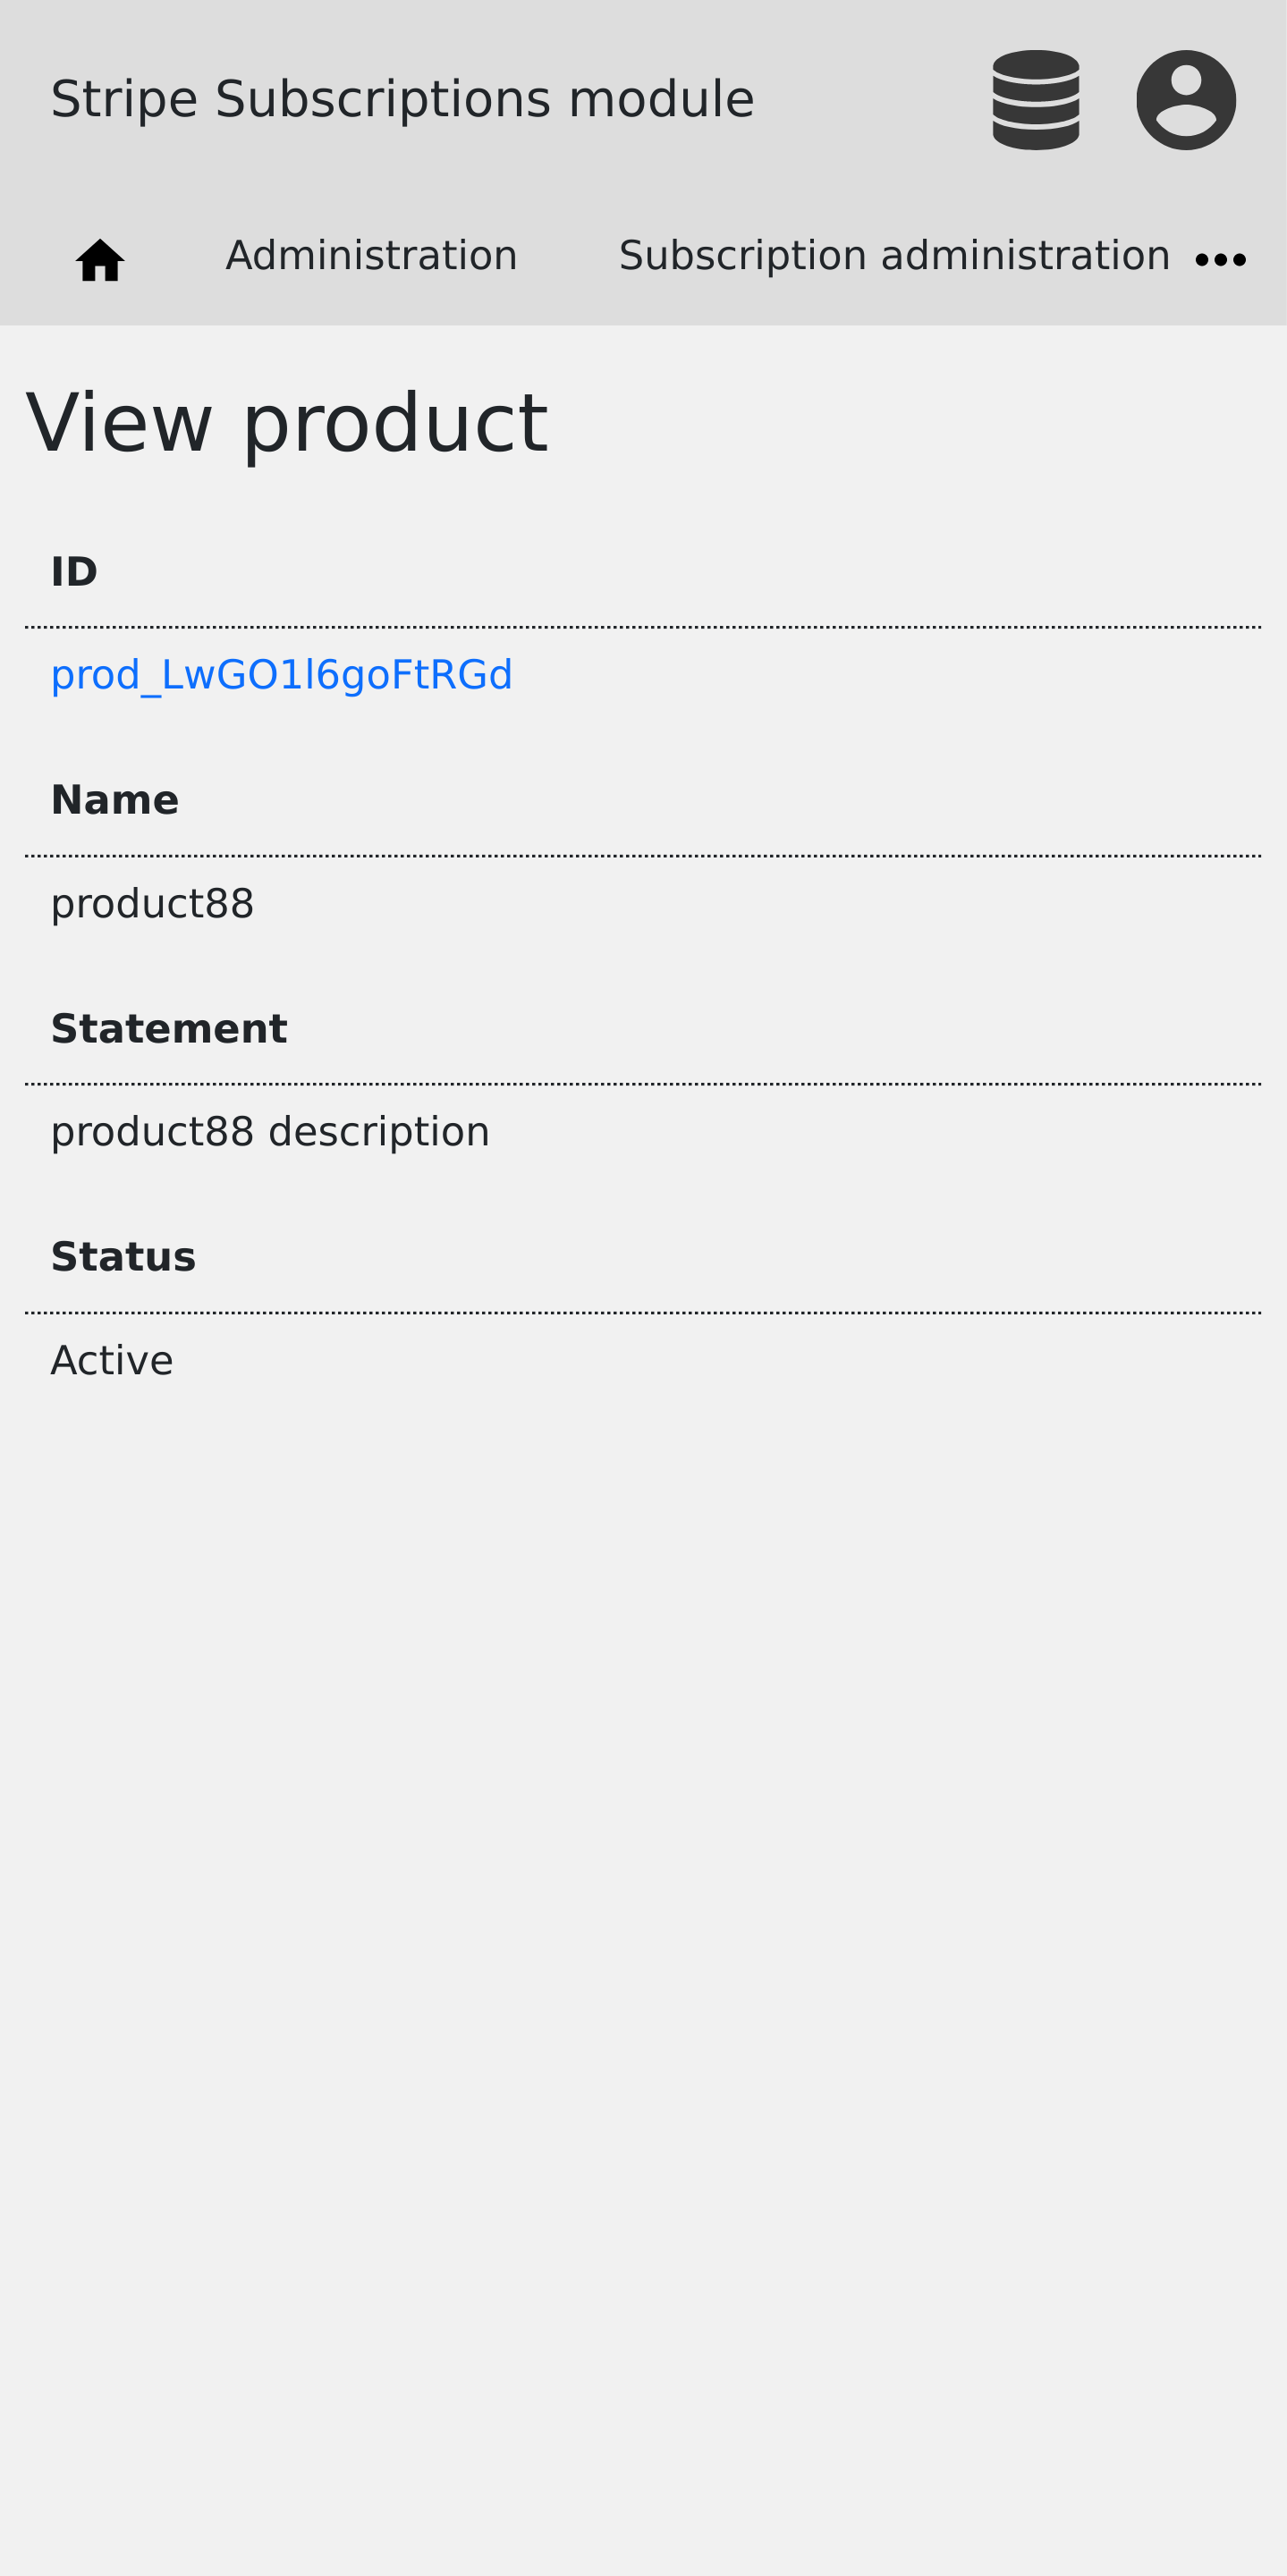 Stripe Subscriptions module
Administration Subscription administration
View product
ID
prod_LwGO1l6goFtRGd
Name
product88
Statement
product88 description
Status
Active